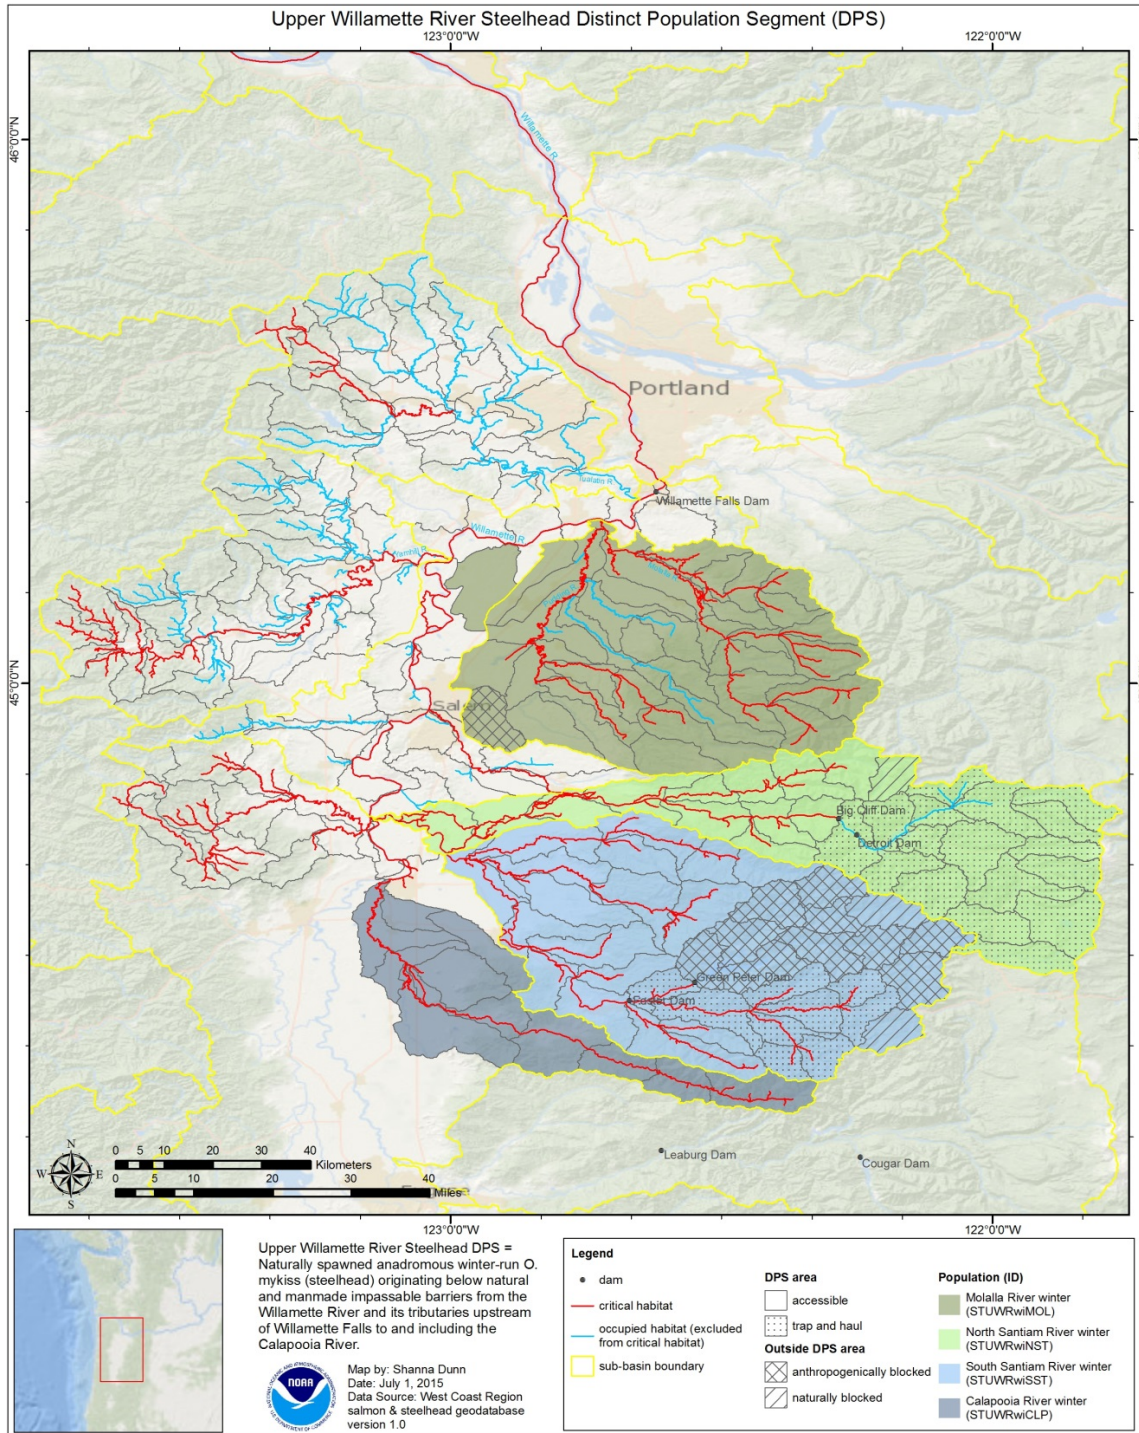 Upper Willamette River Steelhead Distinct Population Segment (DPS)
123°0'0"W
122°0'0"W
46°0'0"N
Willamette R.
Portland
Tualatin R.
Willamette Falls Dam
Willamette R.
Yamhill R.
45°0'0"N
Salem
Big Cliff Dam
Detroit Dam
Green Peter Dam
Foster Dam
Leaburg Dam
Cougar Dam
N
W
E
S
0 5 10 20 30 40
Kilometers
0 5 10 20 30 40
Miles
123°0'0"W
122°0'0"W
Upper Willamette River Steelhead DPS =
Naturally spawned anadromous winter-run O.
mykiss (steelhead) originating below natural
and manmade impassable barriers from the
Willamette River and its tributaries upstream
of Willamette Falls to and including the
Calapooia River.
NOAA
Map by: Shanna Dunn
Date: July 1, 2015
Data Source: West Coast Region
salmon & steelhead geodatabase
version 1.0
Legend
dam
critical habitat
occupied habitat (excluded
from critical habitat)
sub-basin boundary
DPS area
accessible
trap and haul
Outside DPS area
anthropogenically blocked
naturally blocked
Population (ID)
Molalla River winter
(STUWRwiMOL)
North Santiam River winter
(STUWRwiNST)
South Santiam River winter
(STUWRwiSST)
Calapooia River winter
(STUWRwiCLP)